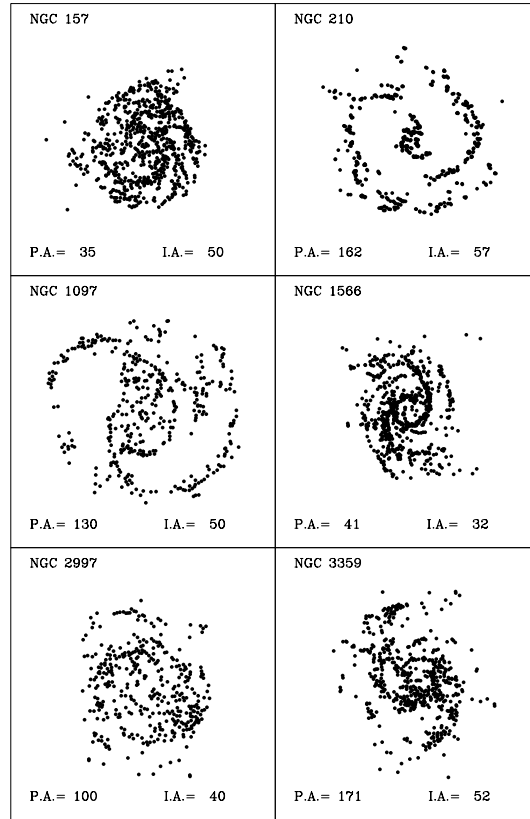 NGC 157
P.A.= 35 I.A.= 50
NGC 210
P.A.= 162 I.A.= 57
NGC 1097
P.A.= 130 I.A.= 50
NGC 1566
P.A.= 41 I.A.= 32
NGC 2997
P.A.= 100 I.A.= 40
NGC 3359
P.A.= 171 I.A.= 52